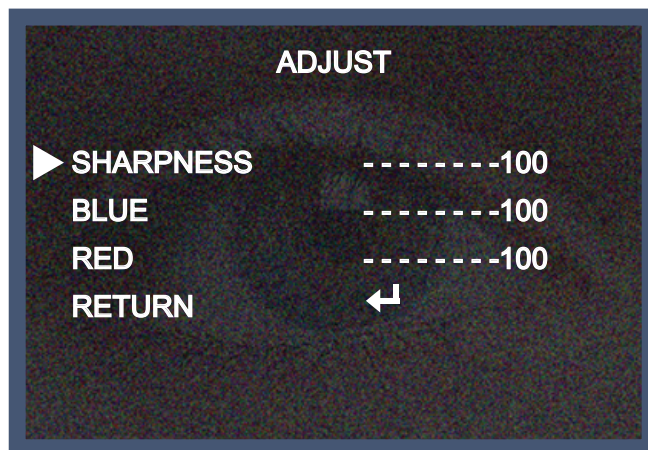 ADJUST
SHARPNESS - - - - - - - -100
BLUE - - - - - - - -100
RED - - - - - - - -100
RETURN